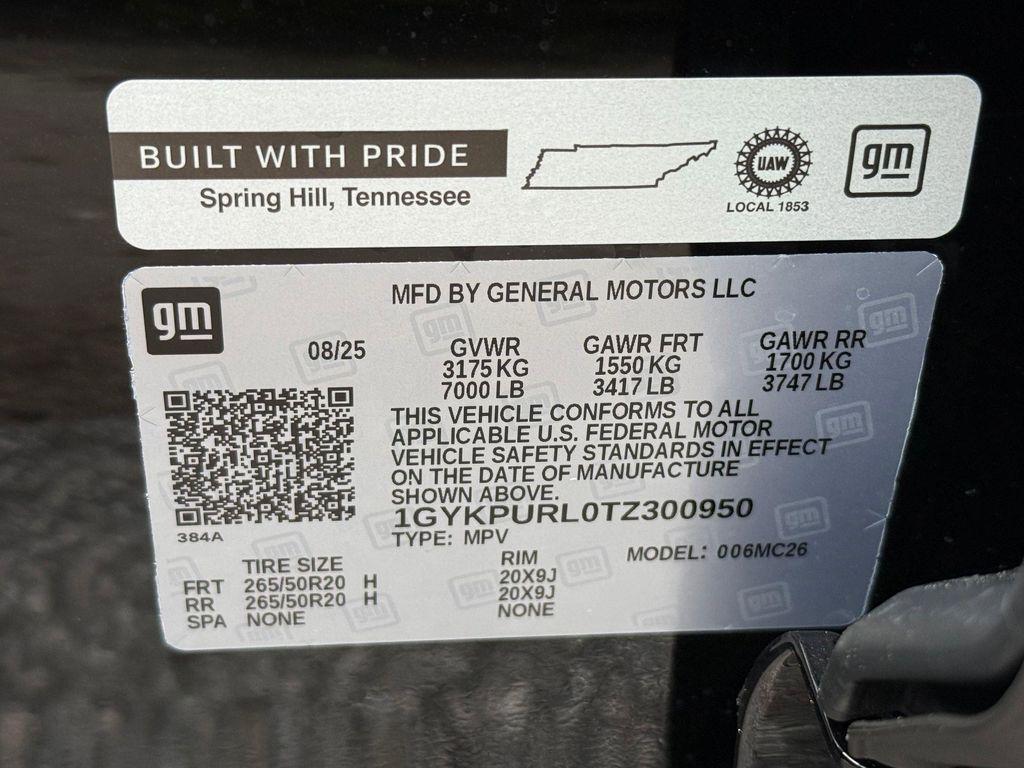 BUILT WITH PRIDE
Spring Hill, Tennessee
UAW
LOCAL 1853
gm
gm
MFD BY GENERAL MOTORS LLC
08/25
GVWR GAWR FRT GAWR RR
3175 KG 1550 KG 1700 KG
7000 LB 3417 LB 3747 LB
THIS VEHICLE CONFORMS TO ALL
APPLICABLE U.S. FEDERAL MOTOR
VEHICLE SAFETY STANDARDS IN EFFECT
ON THE DATE OF MANUFACTURE
SHOWN ABOVE.
1GYKPURL0TZ300950
TYPE: MPV MODEL: 006MC26
384A
TIRE SIZE RIM
FRT 265/50R20 H 20X9J
RR 265/50R20 H 20X9J
SPA NONE NONE